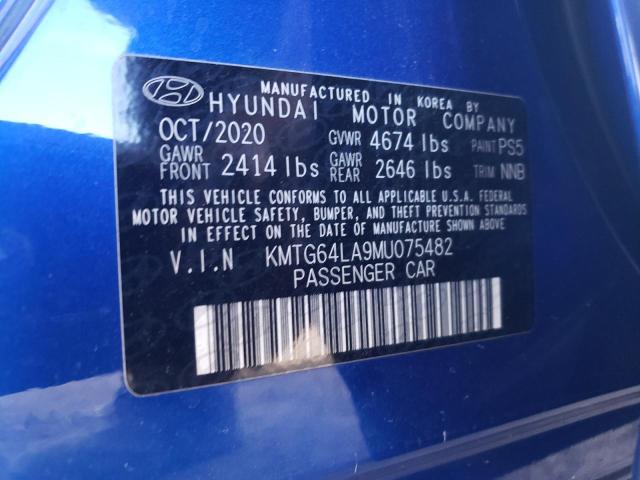 MANUFACTURED IN KOREA BY
HYUNDAI MOTOR COMPANY
OCT/2020 GVWR 4674 lbs PAINT PS5
GAWR FRONT 2414 lbs GAWR REAR 2646 lbs TRIM NNB
THIS VEHICLE CONFORMS TO ALL APPLICABLE U.S.A. FEDERAL
MOTOR VEHICLE SAFETY, BUMPER, AND THEFT PREVENTION STANDARDS
IN EFFECT ON THE DATE OF MANUFACTURE SHOWN ABOVE.
V.I.N KMTG64LA9MU075482
PASSENGER CAR